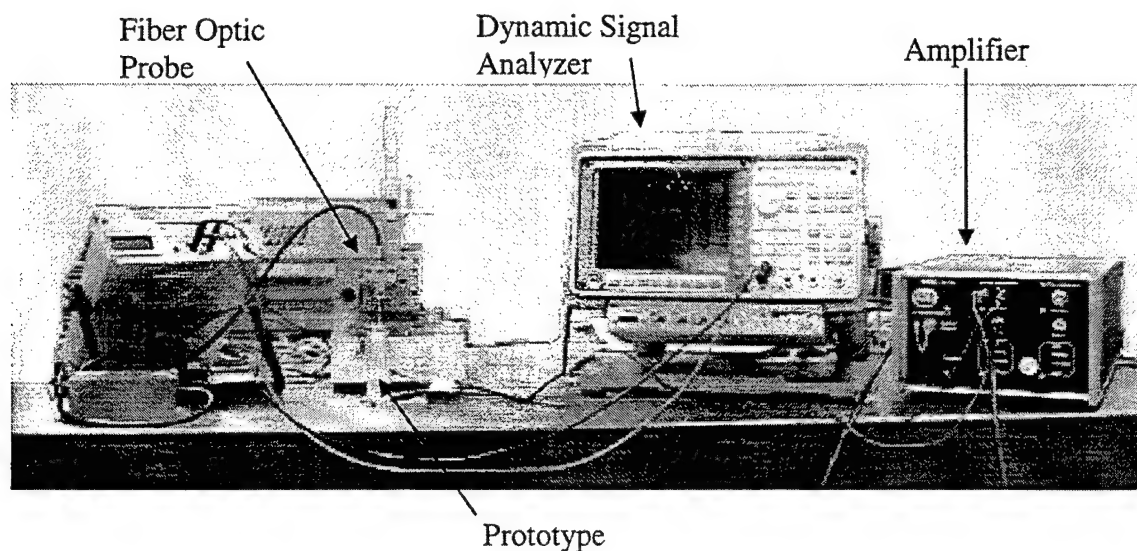 Fiber Optic
Probe
Dynamic Signal
Analyzer
Amplifier
Prototype